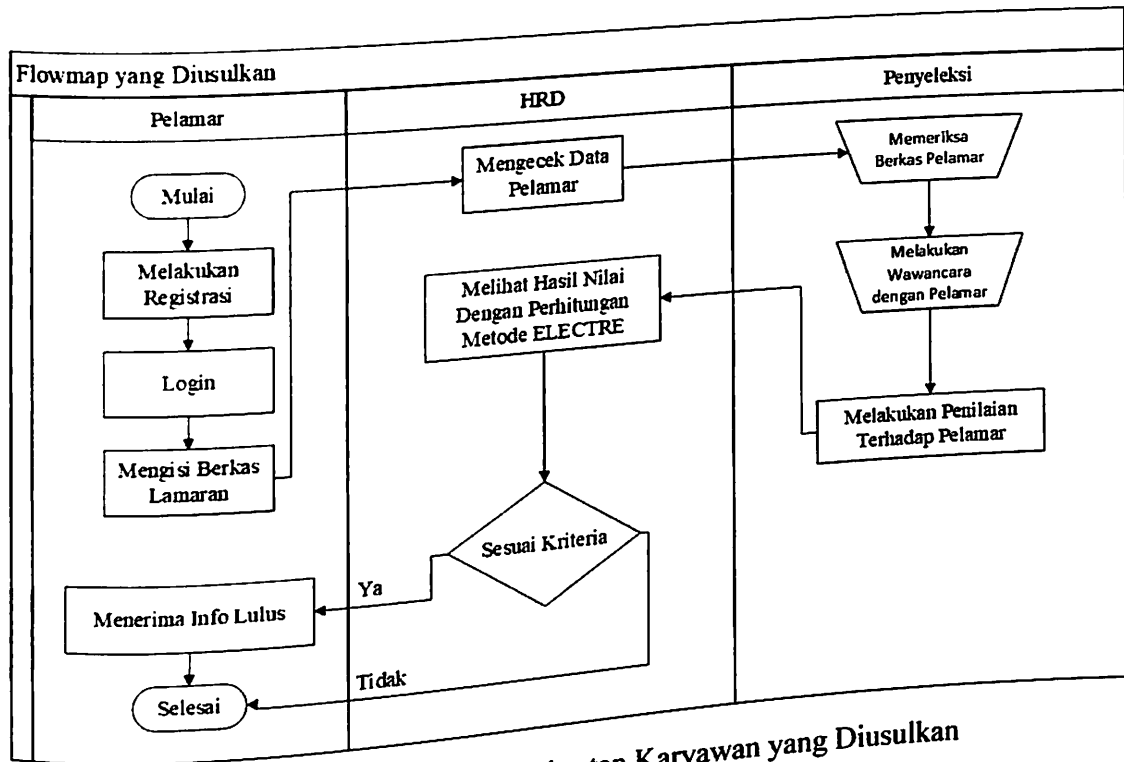 Flowmap yang Diusulkan
Pelamar
HRD
Penyeleksi
Mulai
Melakukan
Registrasi
Login
Mengisi Berkas
Lamaran
Mengecek Data
Pelamar
Memeriksa
Berkas Pelamar
Melakukan
Wawancara
dengan Pelamar
Melakukan Penilaian
Terhadap Pelamar
Melihat Hasil Nilai
Dengan Perhitungan
Metode ELECTRE
Sesuai Kriteria
Ya
Menerima Info Lulus
Tidak
Selesai
Karyawan yang Diusulkan